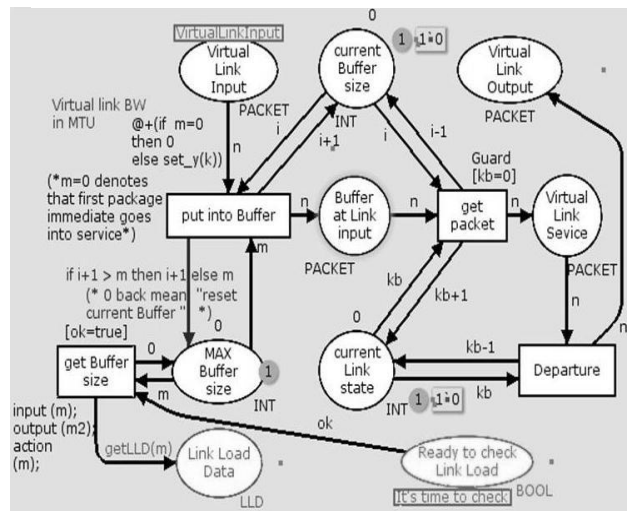 VirtualLinkInput
Virtual
Link
Input
PACKET
0
current
Buffer
size
1
1`0
INT
Virtual
Link
Output
PACKET
Virtual link BW
in MTU
@+(if m=0
then 0
else set_y(k))
n
i
i+1
i
i-1
(*m=0 denotes
that first package
immediate goes
into service*)
put into Buffer
n
Buffer
at Link
input
PACKET
n
Guard
[kb=0]
get
packet
n
Virtual
Link
Sevice
PACKET
m
if i+1 > m then i+1 else m
(* 0 back mean "reset
current Buffer " *)
kb
kb+1
n
n
[ok=true]
get Buffer
size
0
m
0
MAX
Buffer
size
1
INT
0
current
Link
state
INT
1
1`0
kb-1
kb
Departure
input (m);
output (m2);
action
(m);
getLLD(m)
Link Load
Data
LLD
ok
Ready to check
Link Load
BOOL
It's time to check